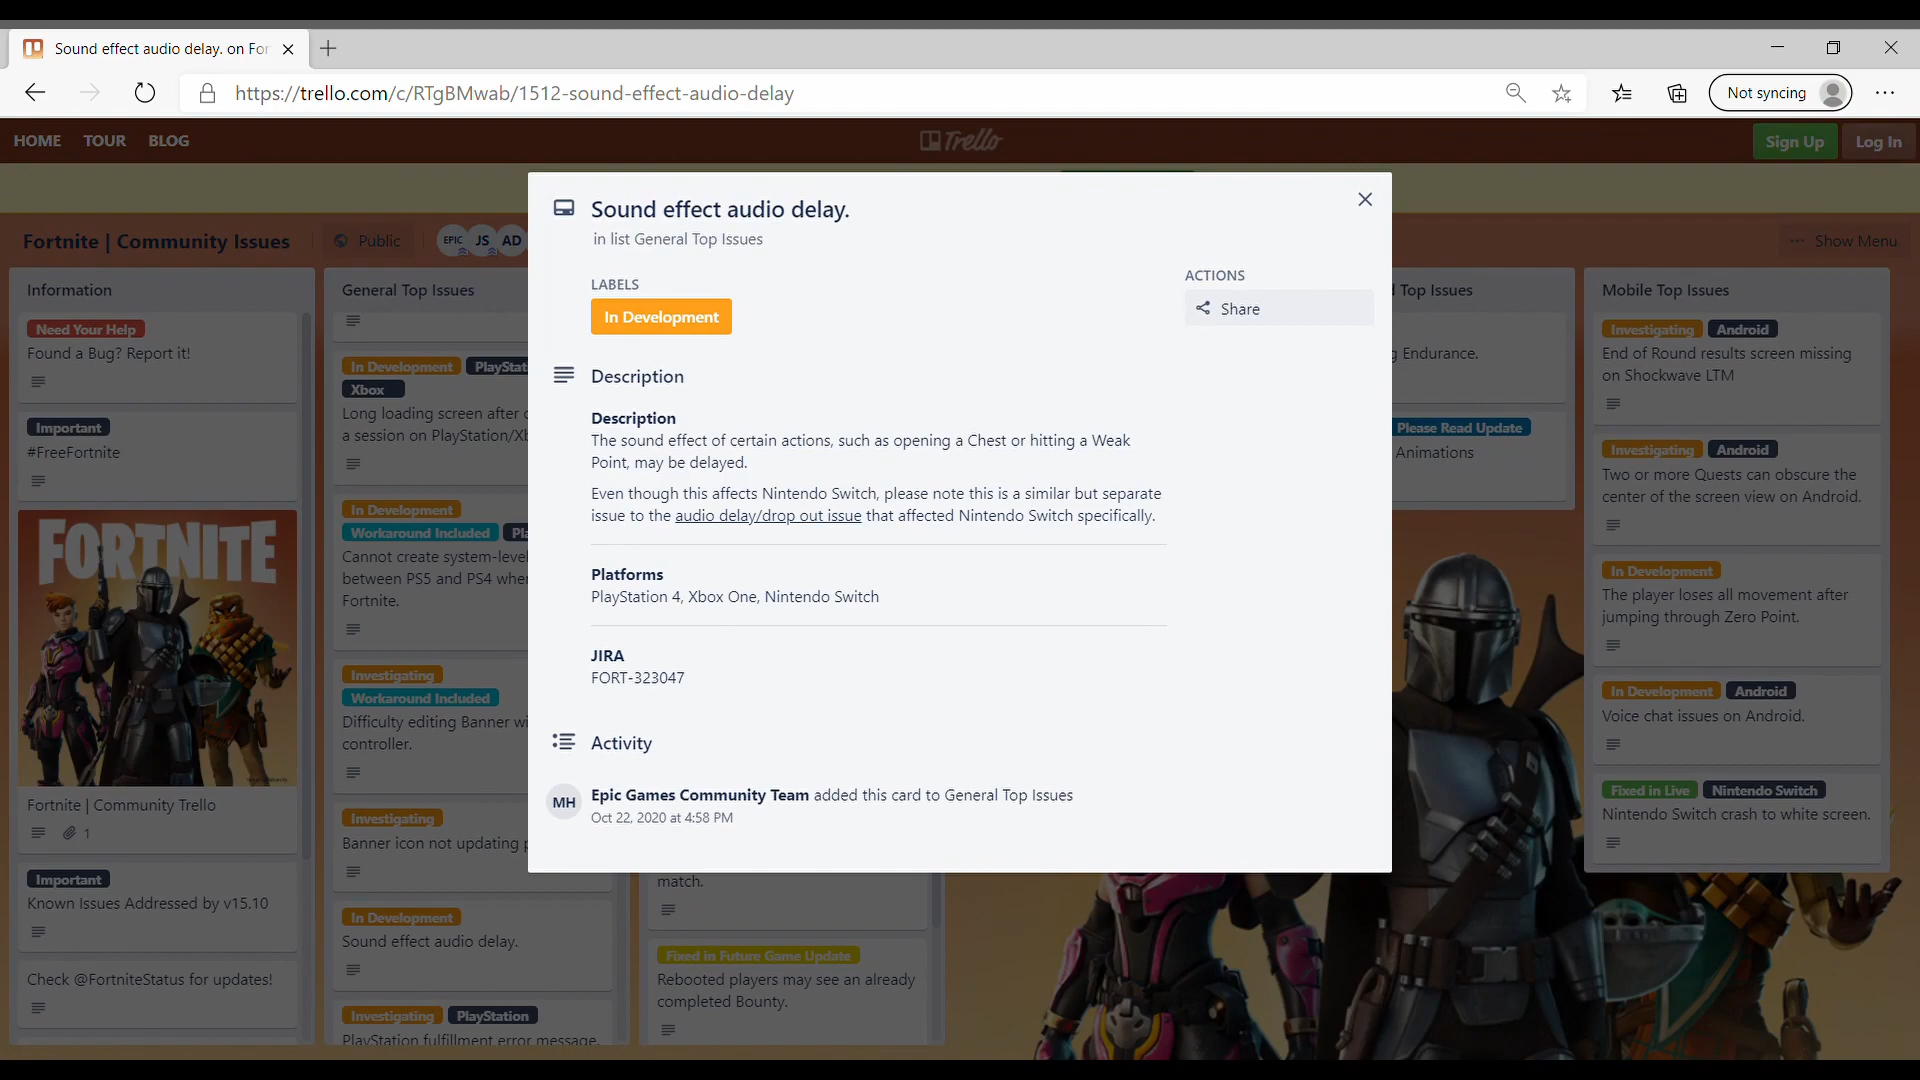 Sound effect audio delay. on For
https://trello.com/c/RTgBMwab/1512-sound-effect-audio-delay
Not syncing
HOME TOUR BLOG
Trello
Sign Up Log In
Fortnite | Community Issues Public EPIC JS AD
Show Menu
Information
Need Your Help
Found a Bug? Report it!
Important
#FreeFortnite
FORTNITE
Fortnite | Community Trello
1
Important
Known Issues Addressed by v15.10
Check @FortniteStatus for updates!
General Top Issues
In Development PlayStat
Xbox
Long loading screen after
a session on PlayStation/Xb
In Development
Workaround Included Pla
Cannot create system-level
between PS5 and PS4 when
Fortnite.
Investigating
Workaround Included
Difficulty editing Banner wi
controller.
Investigating
Banner icon not updating p
In Development
Sound effect audio delay.
Investigating PlayStation
PlayStation fulfillment error message.
Sound effect audio delay.
in list General Top Issues
LABELS
In Development
Description
Description
The sound effect of certain actions, such as opening a Chest or hitting a Weak
Point, may be delayed.
Even though this affects Nintendo Switch, please note this is a similar but separate
issue to the audio delay/drop out issue that affected Nintendo Switch specifically.
Platforms
PlayStation 4, Xbox One, Nintendo Switch
JIRA
FORT-323047
Activity
MH
Epic Games Community Team added this card to General Top Issues
Oct 22, 2020 at 4:58 PM
ACTIONS
Share
match.
Fixed in Future Game Update
Rebooted players may see an already
completed Bounty.
Top Issues
g Endurance.
Please Read Update
Animations
Mobile Top Issues
Investigating Android
End of Round results screen missing
on Shockwave LTM
Investigating Android
Two or more Quests can obscure the
center of the screen view on Android.
In Development
The player loses all movement after
jumping through Zero Point.
In Development Android
Voice chat issues on Android.
Fixed in Live Nintendo Switch
Nintendo Switch crash to white screen.